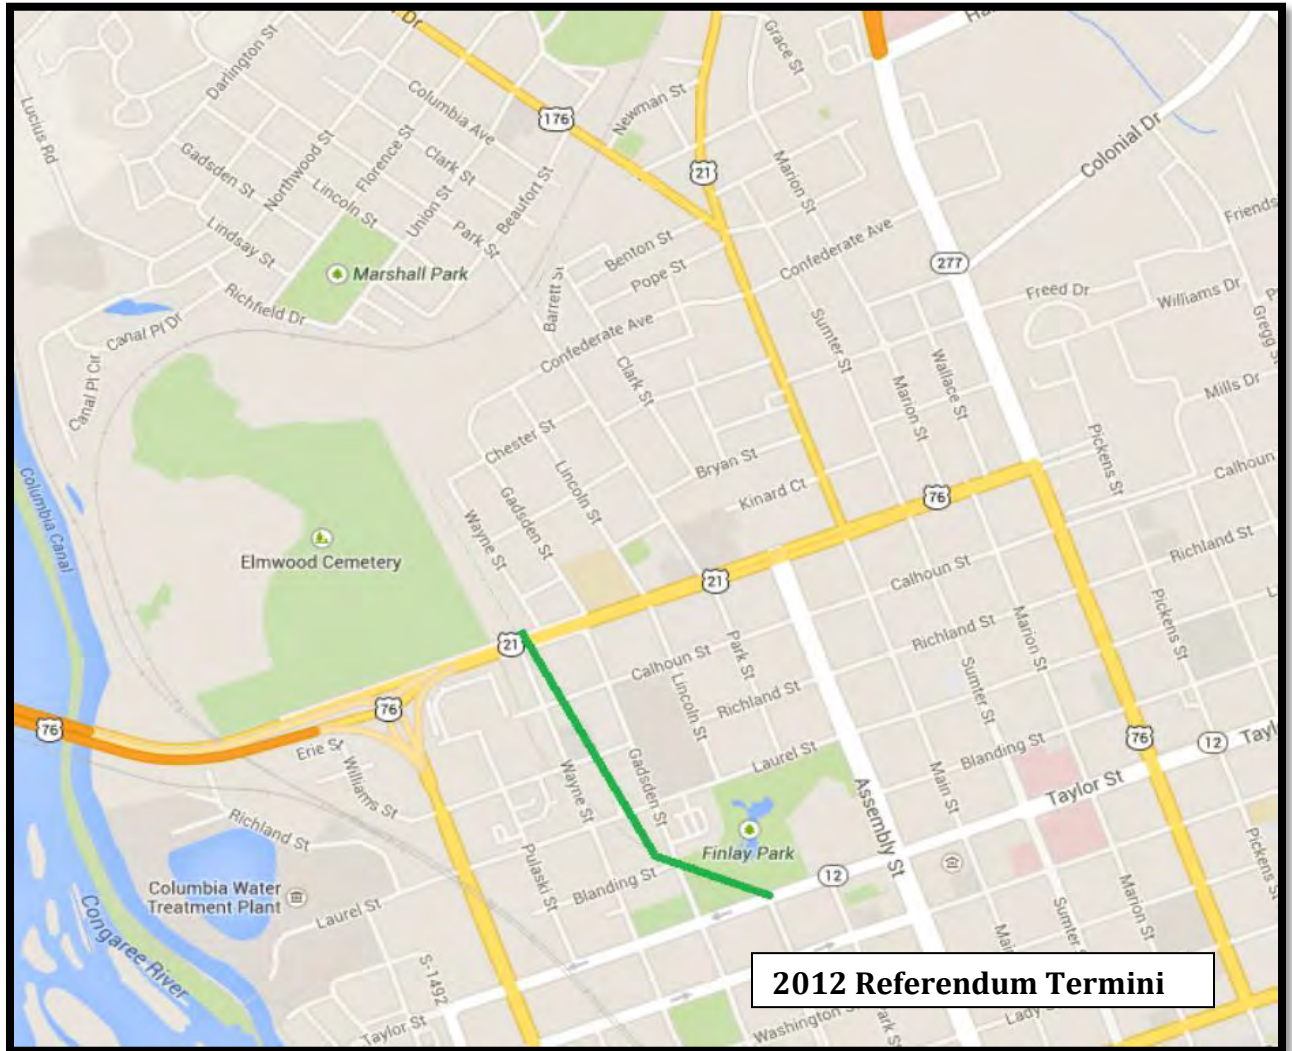 Dr
Grace St
Darlington St
Columbia Ave
Newman St
176
Lucius Rd
Florence St
Northwood St
Clark St
21
Marion St
Colonial Dr
Gadsden St
Lincoln St
Union St
Beaufort St
Park St
Lindsay St
Benton St
Confederate Ave
Friends
Marshall Park
Pope St
277
Freed Dr
Williams Dr
Richfield Dr
Barrett St
Canal Pl Dr
Confederate Ave
Sumter St
Gregg S
Canal Pl Cir
Clark St
Wallace St
Marion St
Mills Dr
Chester St
Pickens St
Bryan St
Calhoun
Columbia Canal
Lincoln St
Gadsden St
Kinard Ct
76
Wayne St
Elmwood Cemetery
Richland St
21
Calhoun St
Pickens St
21
Marion St
Richland St
Park St
Calhoun St
Sumter St
Lincoln St
Richland St
76
76
76
12
Tayl
Erie St
Laurel St
Blanding St
Williams St
Wayne St
Gadsden St
Main St
Taylor St
Assembly St
Richland St
Finlay Park
Pulaski St
Pickens St
Columbia Water
Treatment Plant
Blanding St
12
Marion St
Laurel St
Sumter S
Congaree River
Main
S-1492
2012 Referendum Termini
Taylor St
Washington S
Park St
Lady S